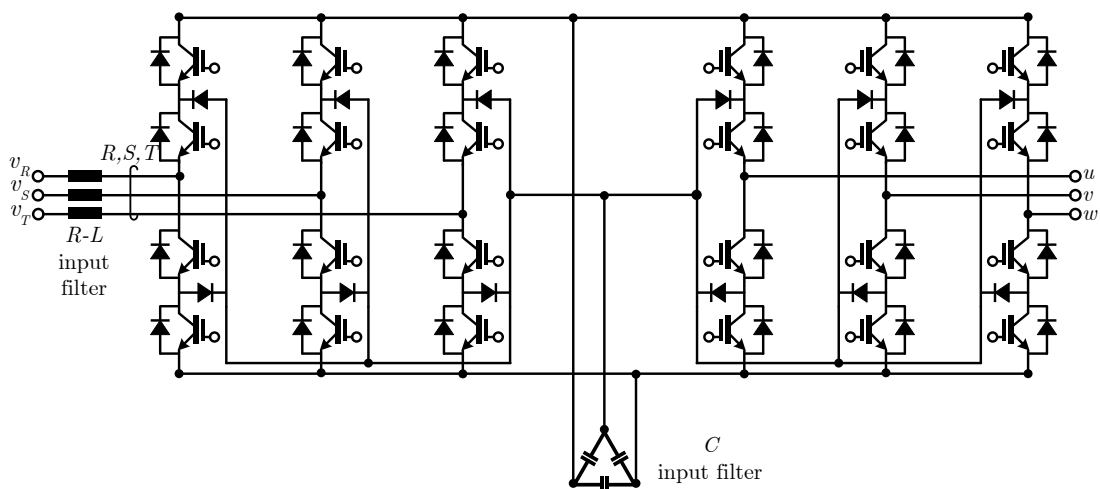 R,S,T
v_R
v_S
v_T
R-L
input
filter
u
v
w
C
input filter